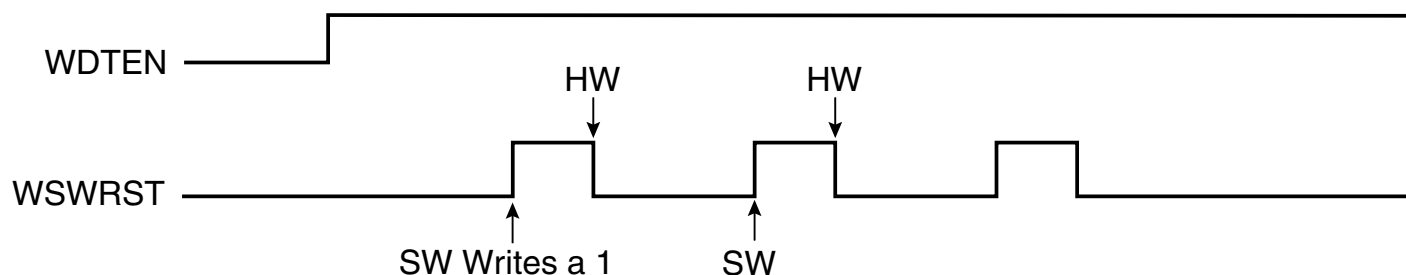 WDTEN
HW
HW
WSWRST
SW Writes a 1
SW